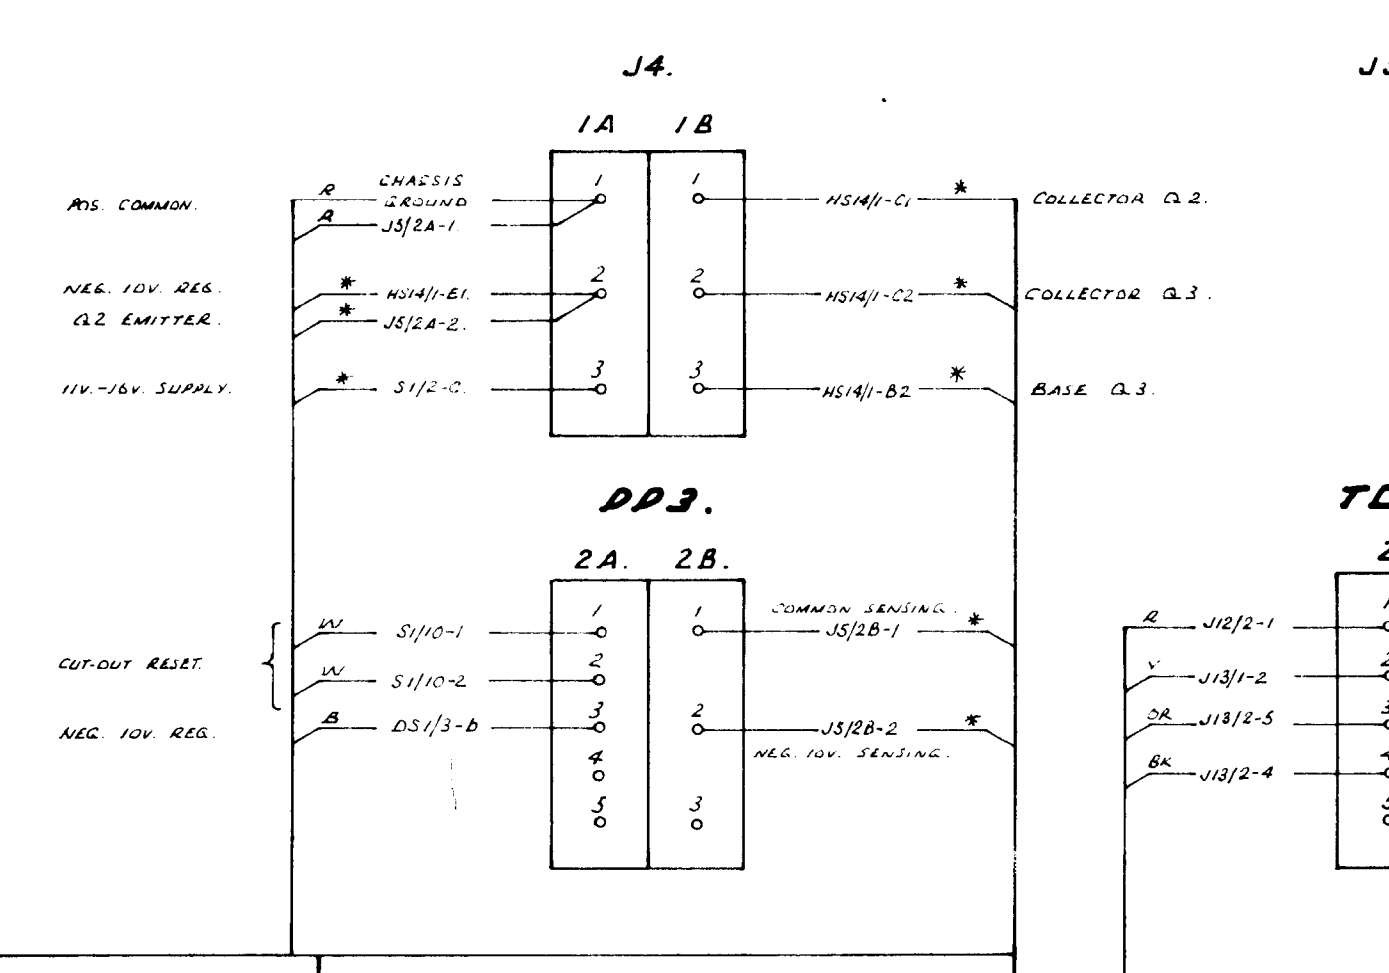 J4.
1A 1B
POS. COMMON. R CHASSIS GROUND 1 1 HS14/1-C1 * COLLECTOR Q2.
R J5/2A-1.
NEG. 10V. REG. * HS14/1-E1. 2 2 HS14/1-C2 * COLLECTOR Q3.
Q2 EMITTER. * J5/2A-2.
11V.-16V. SUPPLY. * S1/2-C. 3 3 HS14/1-B2 * BASE Q3.
DD3.
2A. 2B.
COMMON SENSING.
W S1/10-1 1 1 J5/2B-1 * R J12/2-1
CUT-OUT RESET. W S1/10-2 2 V J13/1-2
NEG. 10V. REG. B DS1/3-b 3 2 J5/2B-2 * OR J13/2-5
NEG. 10V. SENSING.
4 BK J13/2-4
5 3